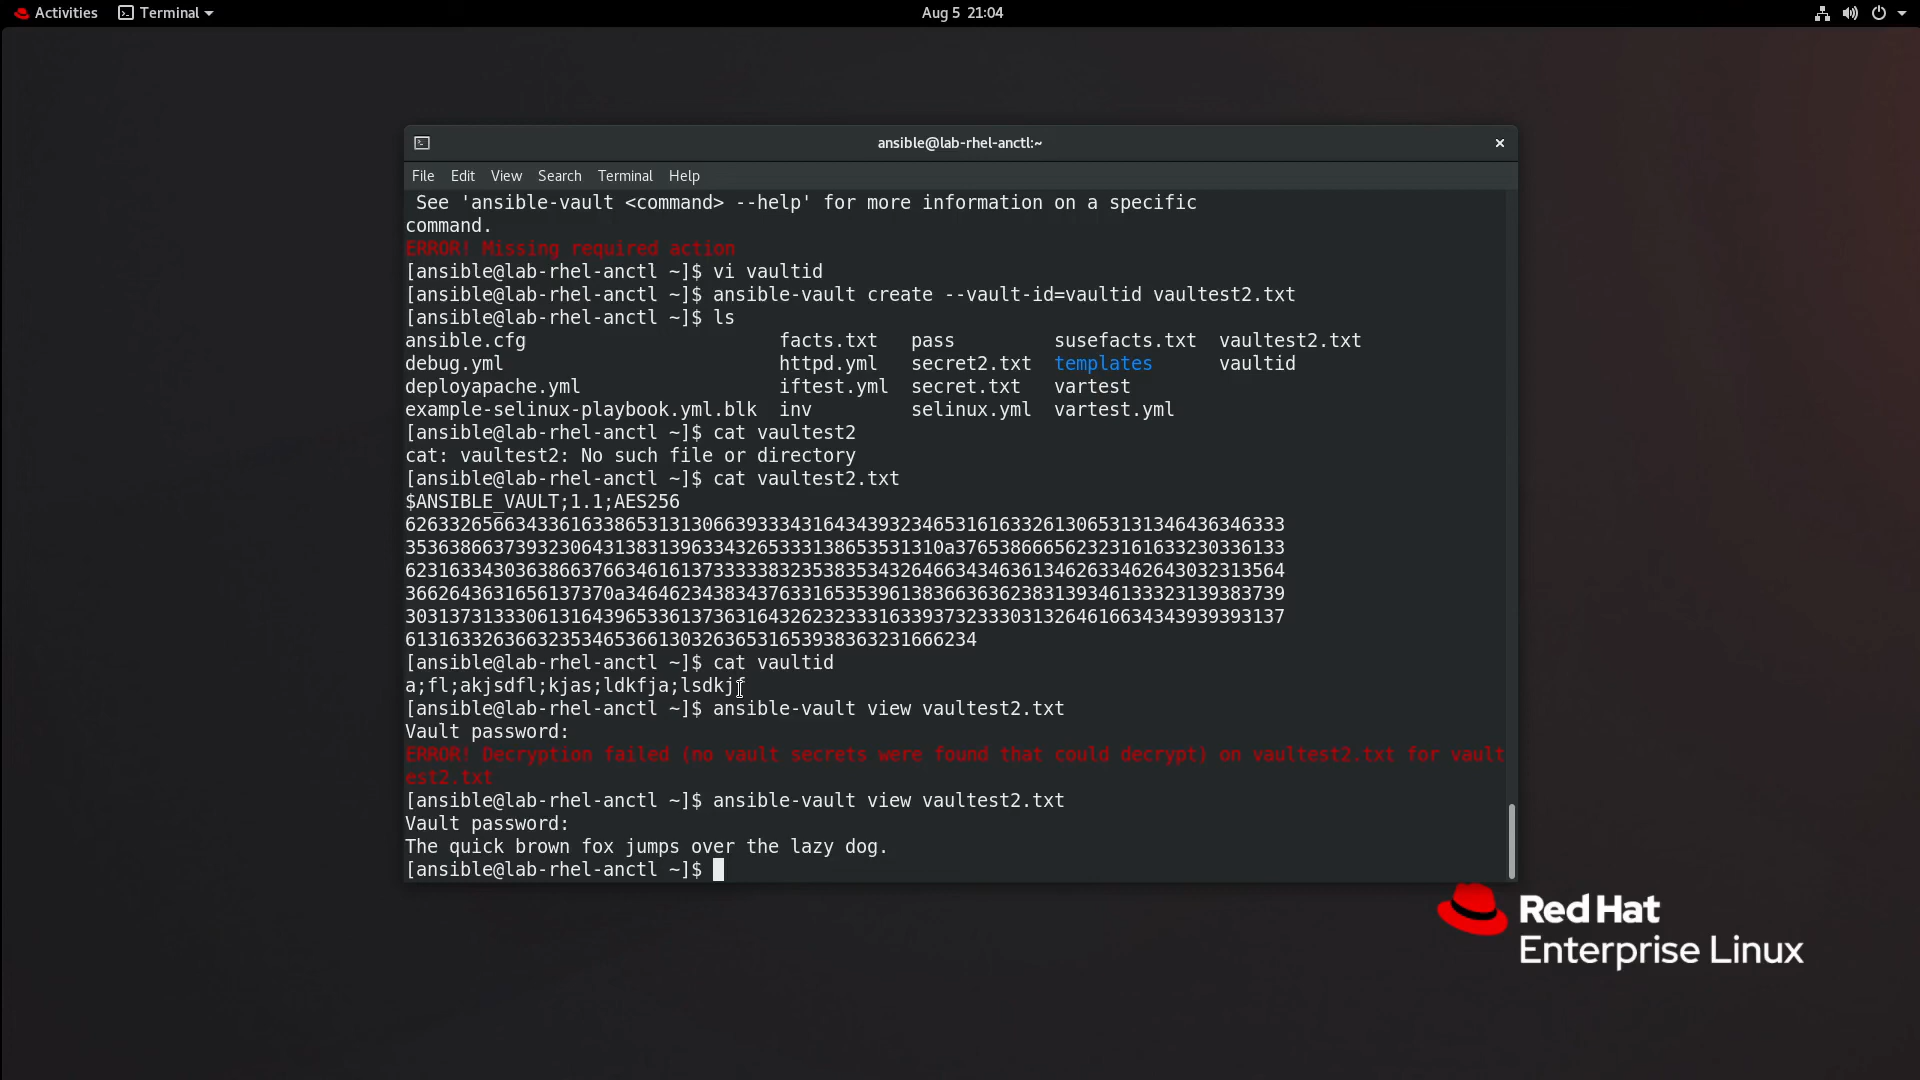 Activities Terminal Aug 5 21:04
ansible@lab-rhel-anctl:~
File Edit View Search Terminal Help
See 'ansible-vault <command> --help' for more information on a specific
command.
ERROR! Missing required action
[ansible@lab-rhel-anctl ~]$ vi vaultid
[ansible@lab-rhel-anctl ~]$ ansible-vault create --vault-id=vaultid vaultest2.txt
[ansible@lab-rhel-anctl ~]$ ls
ansible.cfg facts.txt pass susefacts.txt vaultest2.txt
debug.yml httpd.yml secret2.txt templates vaultid
deployapache.yml iftest.yml secret.txt vartest
example-selinux-playbook.yml.blk inv selinux.yml vartest.yml
[ansible@lab-rhel-anctl ~]$ cat vaultest2
cat: vaultest2: No such file or directory
[ansible@lab-rhel-anctl ~]$ cat vaultest2.txt
$ANSIBLE_VAULT;1.1;AES256
62633265663433616338653131306639333431643439323465316163326130653131346436346333
3536386637393230643138313963343265333138653531310a376538666562323161633230336133
62316334303638663766346161373333383235383534326466343463613462633462643032313564
3662643631656137370a346462343834376331653539613836636362383139346133323139383739
30313731333061316439653361373631643262323331633937323330313264616634343939393137
6131633263663235346536613032636531653938363231666234
[ansible@lab-rhel-anctl ~]$ cat vaultid
a;fl;akjsdfl;kjas;ldkfja;lsdkjf
[ansible@lab-rhel-anctl ~]$ ansible-vault view vaultest2.txt
Vault password:
ERROR! Decryption failed (no vault secrets were found that could decrypt) on vaultest2.txt for vault
est2.txt
[ansible@lab-rhel-anctl ~]$ ansible-vault view vaultest2.txt
Vault password:
The quick brown fox jumps over the lazy dog.
[ansible@lab-rhel-anctl ~]$
Red Hat
Enterprise Linux